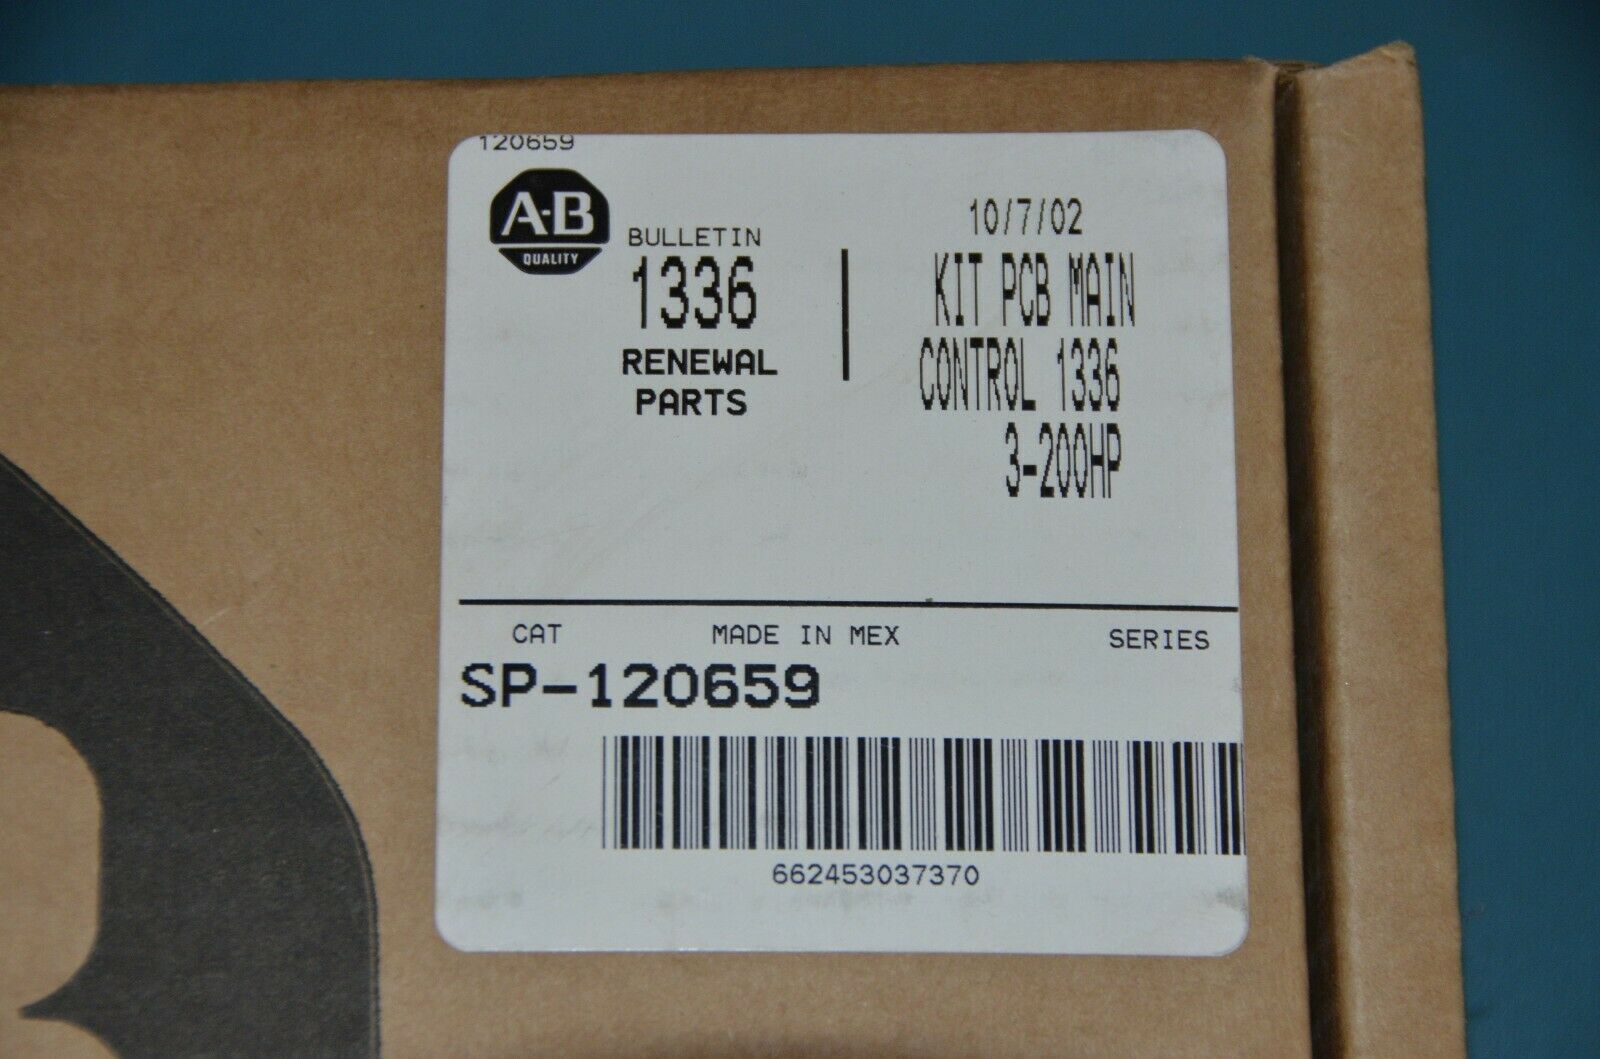 120659
A-B
QUALITY
BULLETIN
1336
RENEWAL
PARTS
10/7/02
KIT PCB MAIN
CONTROL 1336
3-200HP
CAT MADE IN MEX SERIES
SP-120659
662453037370